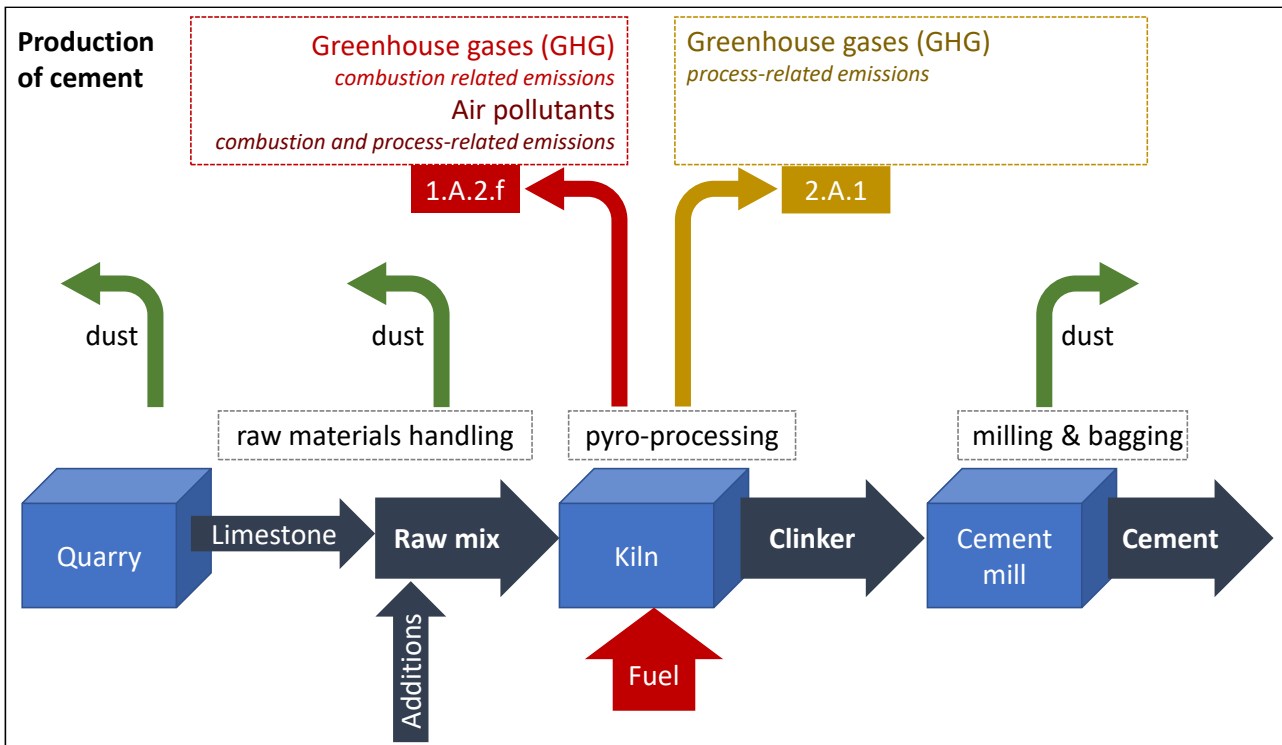 Production
of cement
Greenhouse gases (GHG)
combustion related emissions
Air pollutants
combustion and process-related emissions
Greenhouse gases (GHG)
process-related emissions
1.A.2.f
2.A.1
dust
dust
dust
raw materials handling
pyro-processing
milling & bagging
Quarry
Limestone
Raw mix
Kiln
Clinker
Cement
mill
Cement
Additions
Fuel